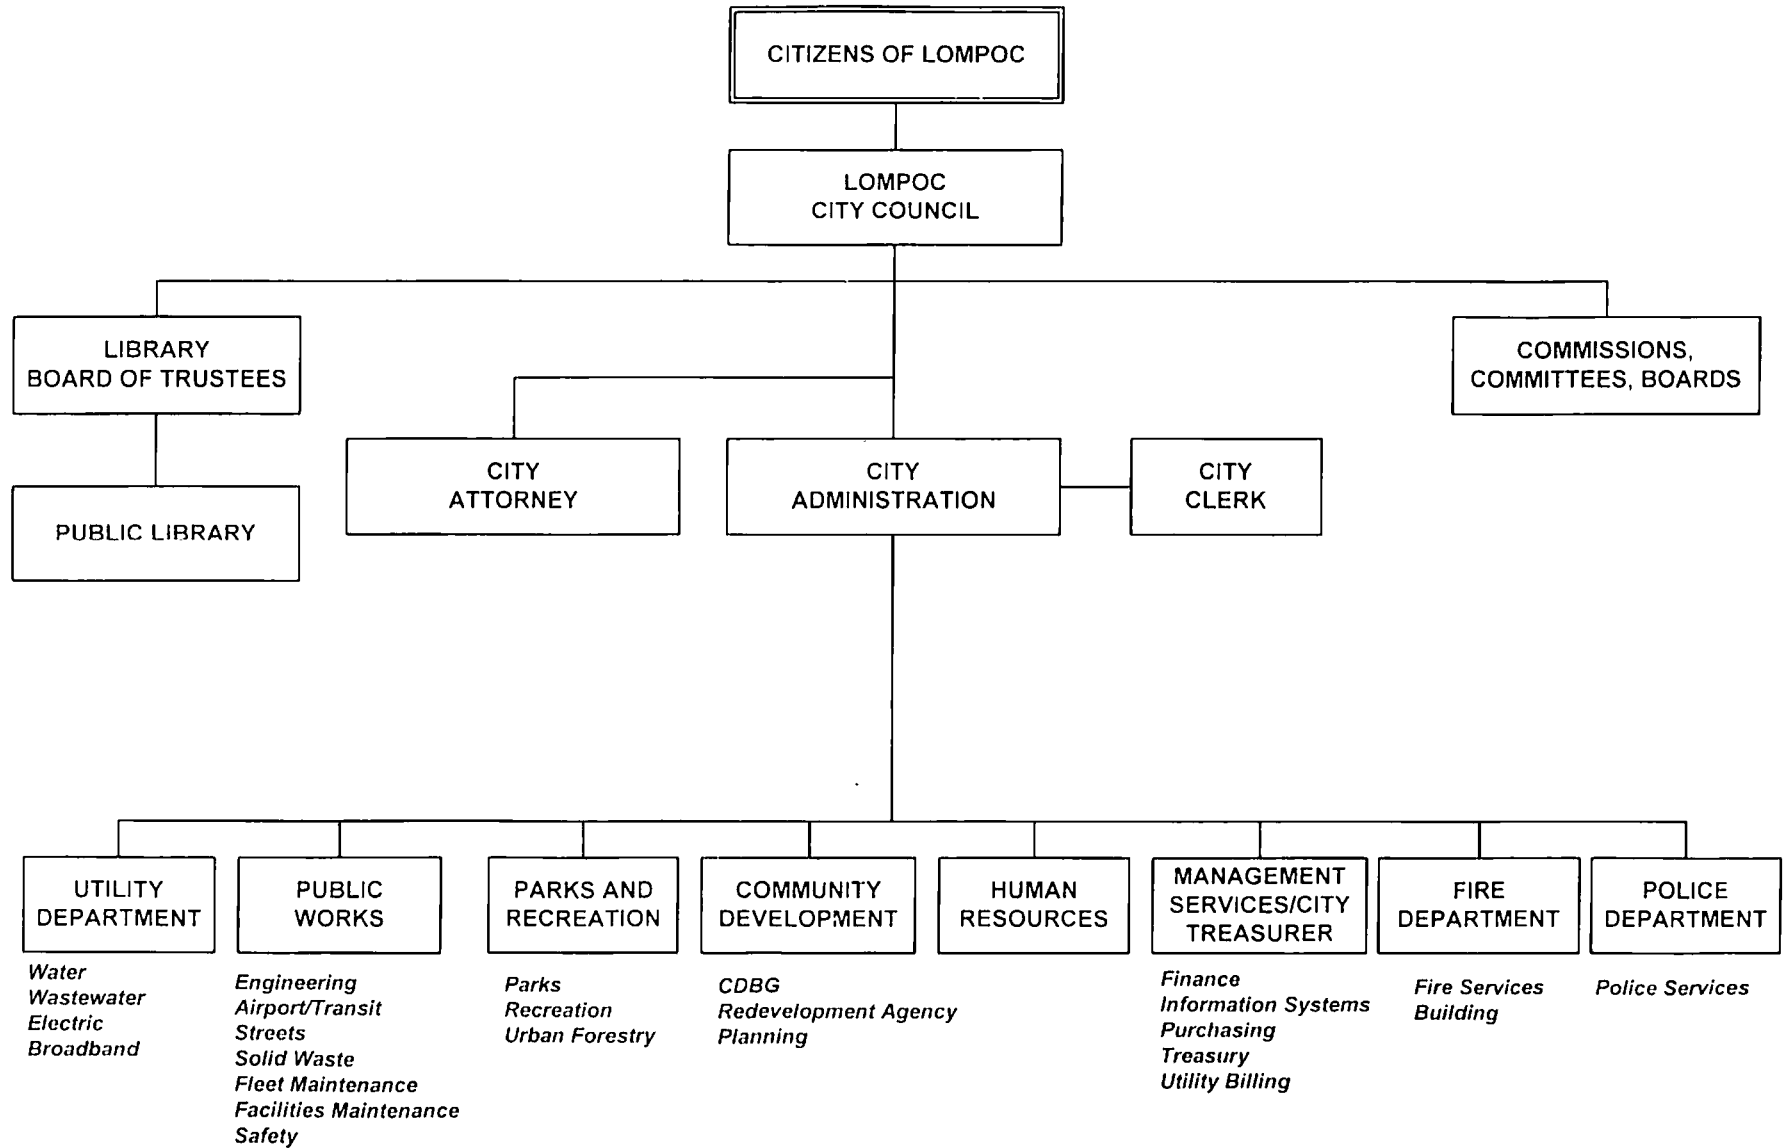 CITIZENS OF LOMPOC
LOMPOC
CITY COUNCIL
LIBRARY
BOARD OF TRUSTEES
COMMISSIONS,
COMMITTEES, BOARDS
PUBLIC LIBRARY
CITY
ATTORNEY
CITY
ADMINISTRATION
CITY
CLERK
UTILITY
DEPARTMENT
Water
Wastewater
Electric
Broadband
PUBLIC
WORKS
Engineering
Airport/Transit
Streets
Solid Waste
Fleet Maintenance
Facilities Maintenance
Safety
PARKS AND
RECREATION
Parks
Recreation
Urban Forestry
COMMUNITY
DEVELOPMENT
CDBG
Redevelopment Agency
Planning
HUMAN
RESOURCES
MANAGEMENT
SERVICES/CITY
TREASURER
Finance
Information Systems
Purchasing
Treasury
Utility Billing
FIRE
DEPARTMENT
Fire Services
Building
POLICE
DEPARTMENT
Police Services